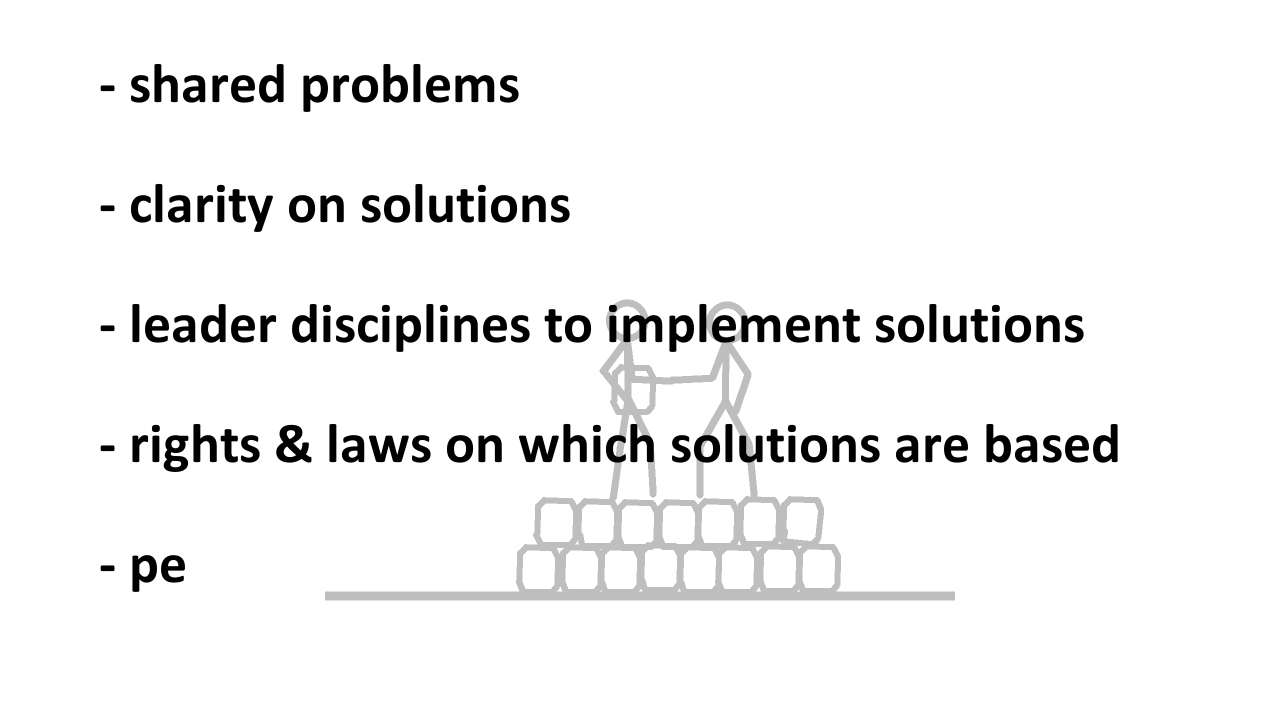 - shared problems
- clarity on solutions
- leader disciplines to implement solutions
- rights & laws on which solutions are based
- pe